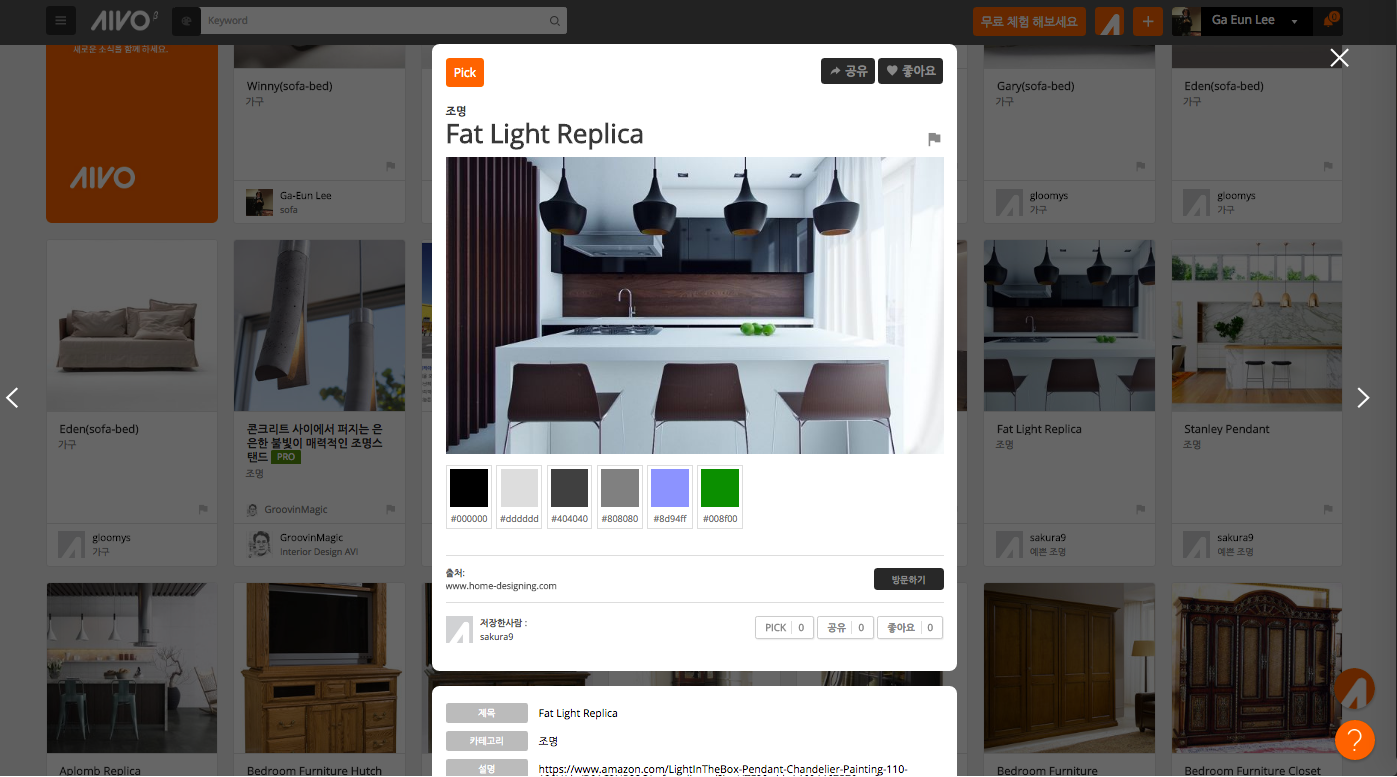 AIVO β
Keyword
무료 체험 해보세요
Ga Eun Lee
새로운 소식을 함께 하세요.
AIVO
Winny(sofa-bed)
가구
Ga-Eun Lee
sofa
Gary(sofa-bed)
가구
gloomys
가구
Eden(sofa-bed)
가구
gloomys
가구
Pick
공유
좋아요
조명
Fat Light Replica
#000000
#dddddd
#404040
#808080
#8d94ff
#008f00
출처:
www.home-designing.com
방문하기
저장한사람 :
sakura9
PICK 0
공유 0
좋아요 0
제목
Fat Light Replica
카테고리
조명
설명
https://www.amazon.com/LightInTheBox-Pendant-Chandelier-Painting-110-
Eden(sofa-bed)
가구
gloomys
가구
콘크리트 사이에서 퍼지는 은
은한 불빛이 매력적인 조명스
탠드 PRO
조명
GroovinMagic
GroovinMagic
Interior Design AVI
Fat Light Replica
조명
sakura9
예쁜 조명
Stanley Pendant
조명
sakura9
예쁜 조명
Aplomb Replica
Bedroom Furniture Hutch
Bedroom Furniture
Bedroom Furniture Closet
?